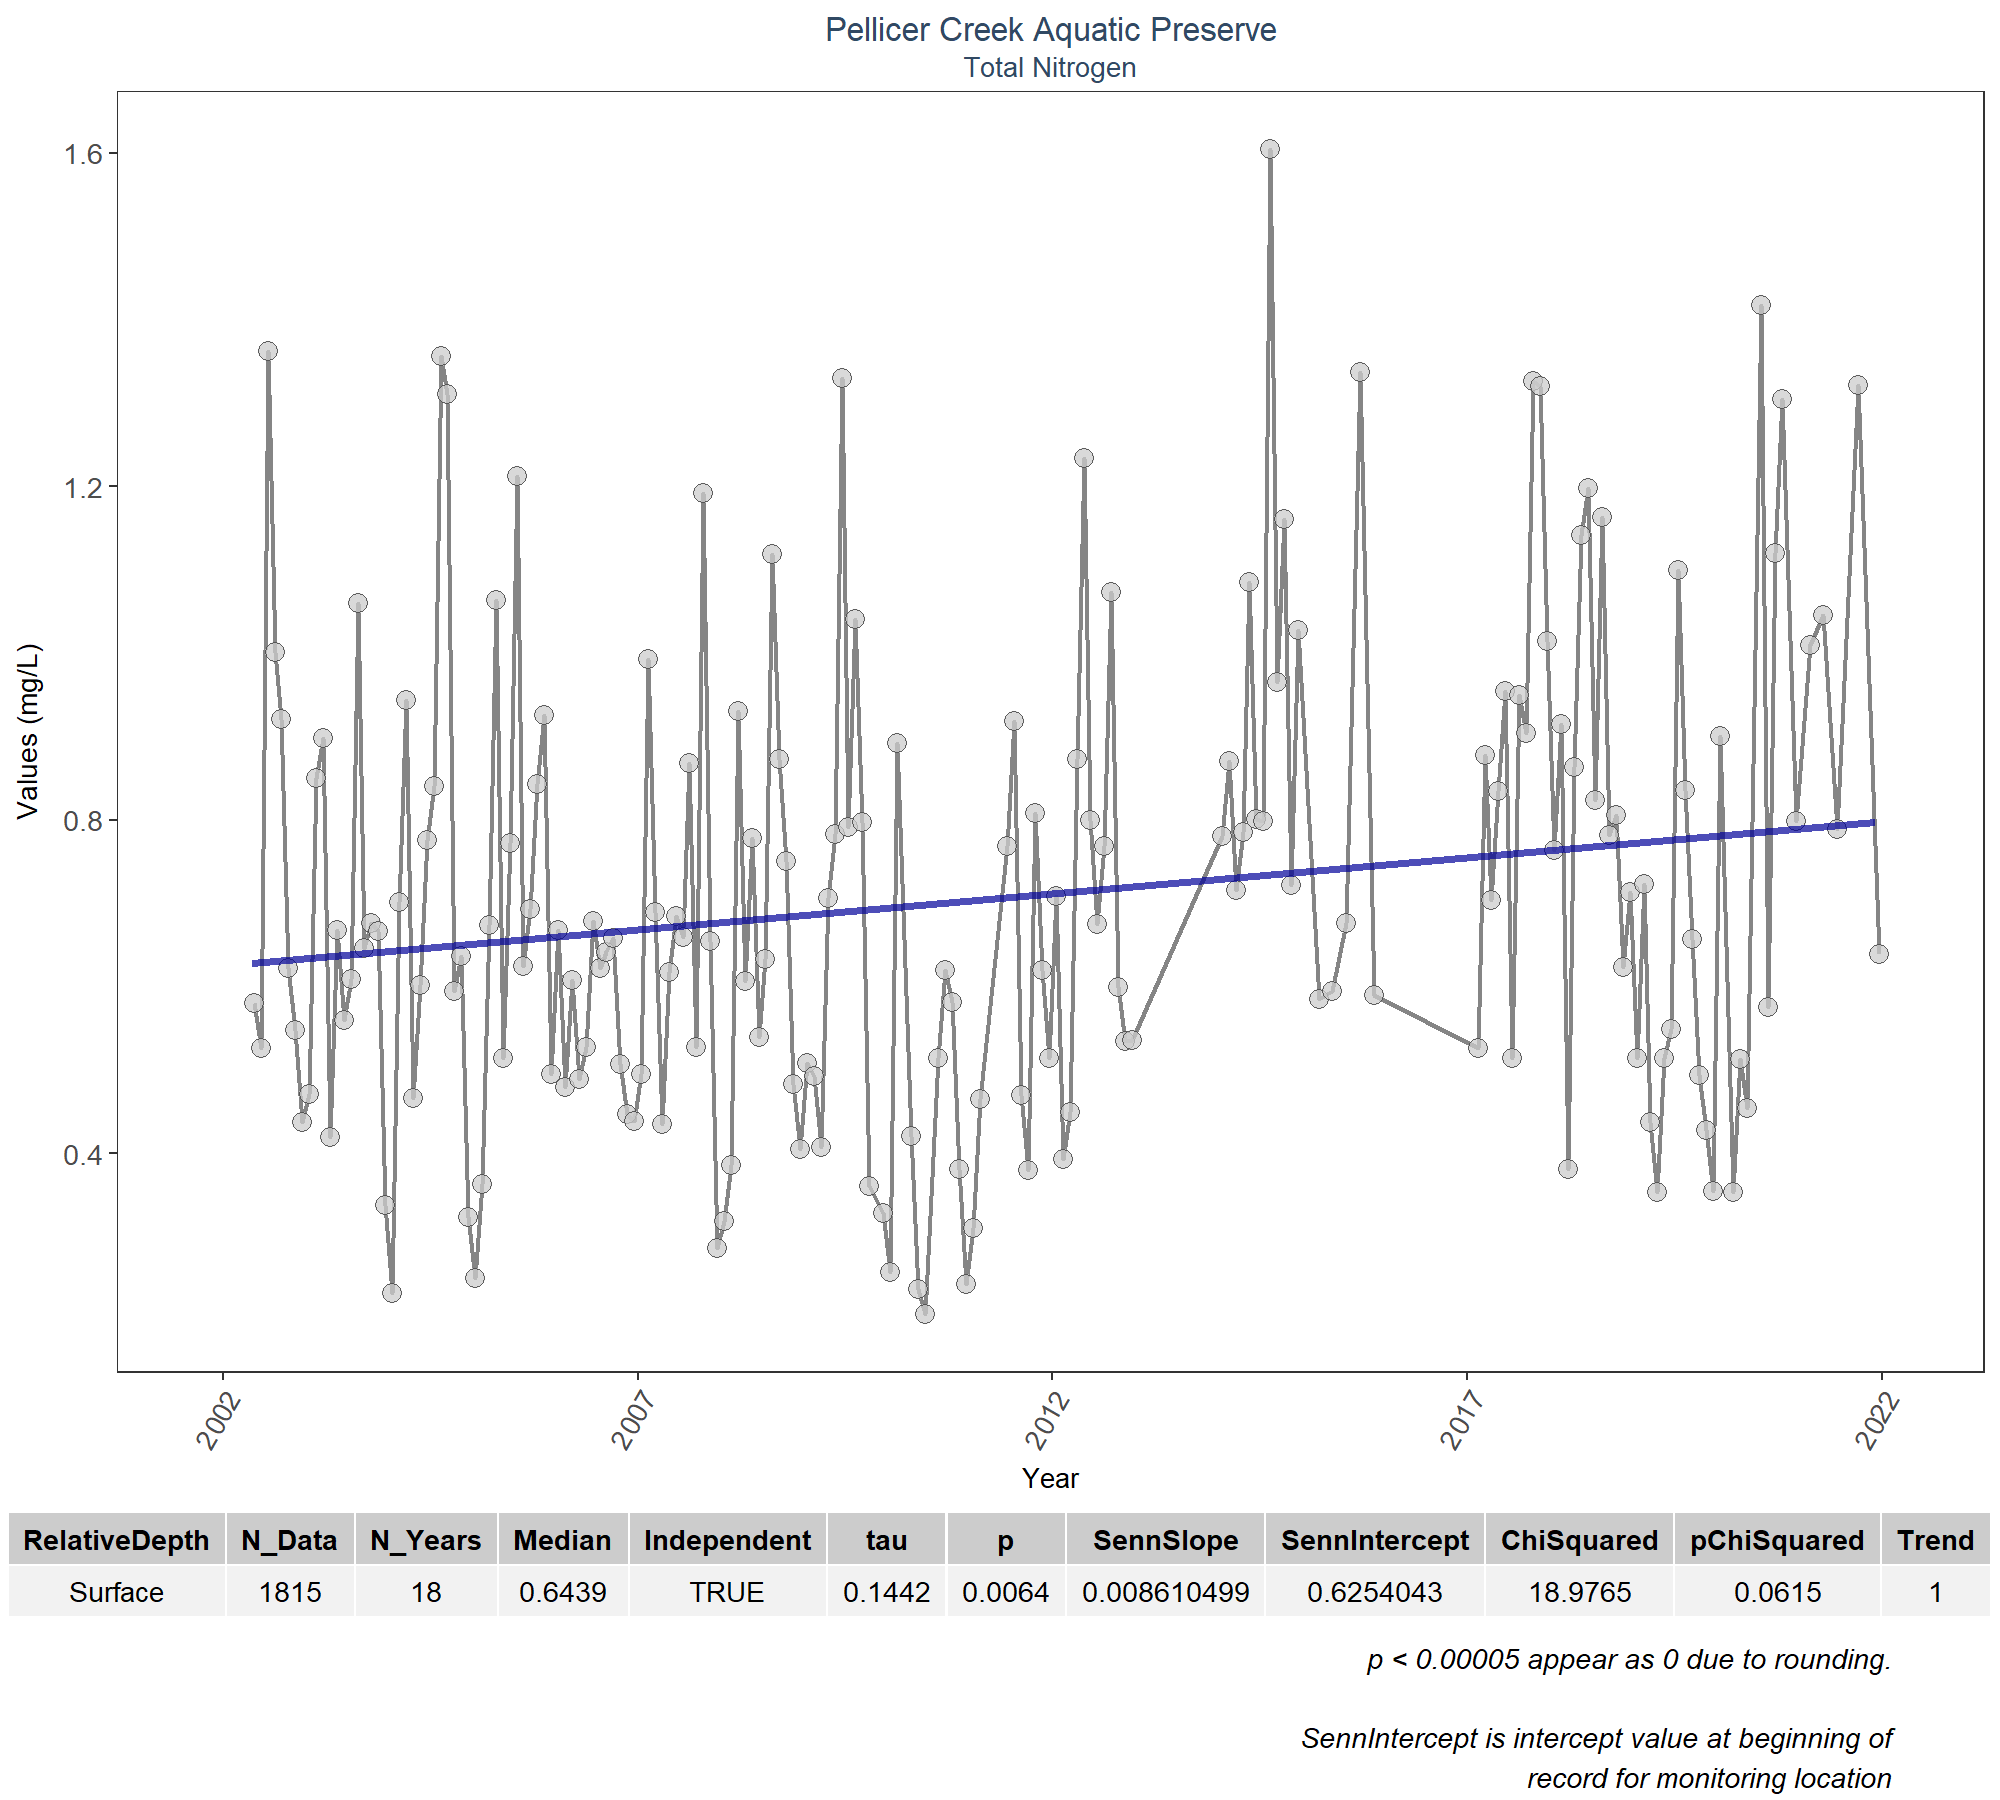 Pellicer Creek Aquatic Preserve
Total Nitrogen
Values (mg/L)
1.6
1.2
0.8
0.4
2002 2007 2012 2017 2022
Year
RelativeDepth N_Data N_Years Median Independent tau p SennSlope SennIntercept ChiSquared pChiSquared Trend
Surface 1815 18 0.6439 TRUE 0.1442 0.0064 0.008610499 0.6254043 18.9765 0.0615 1
p < 0.00005 appear as 0 due to rounding.
SennIntercept is intercept value at beginning of
record for monitoring location